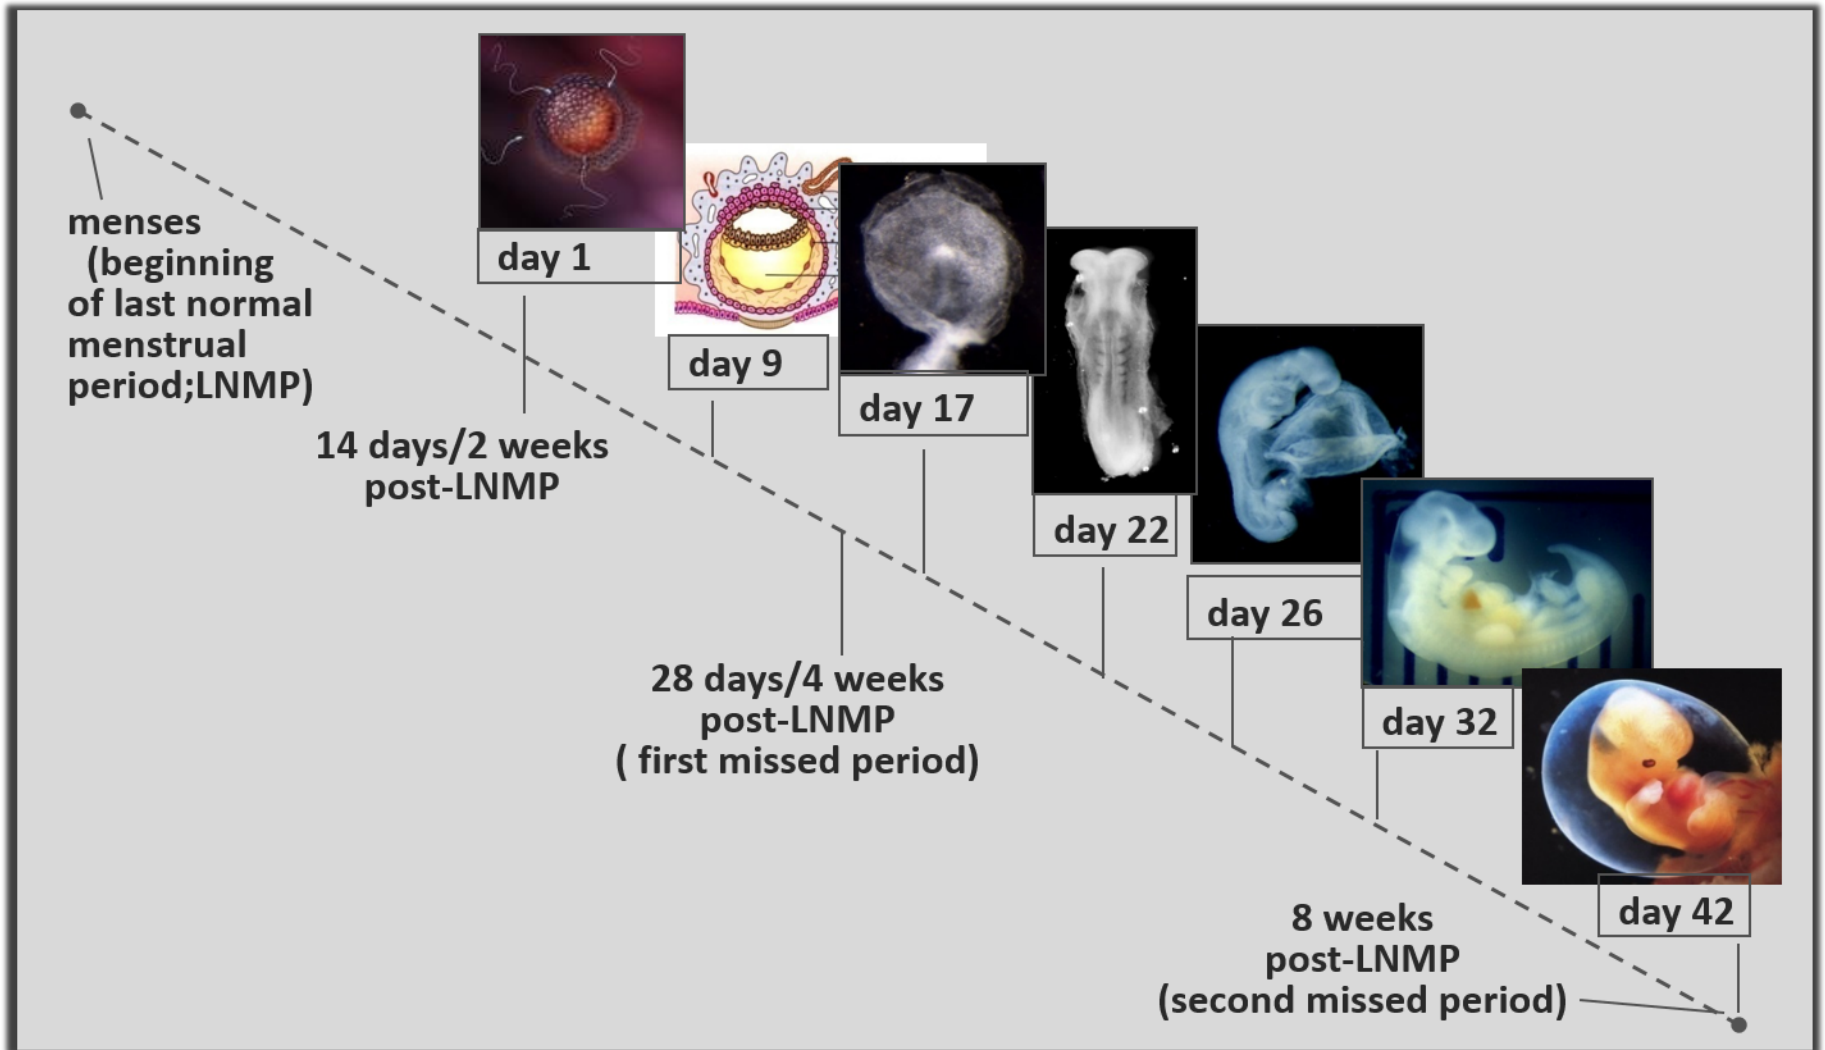 menses
(beginning
of last normal
menstrual
period;LNMP)
day 1
14 days/2 weeks
post-LNMP
day 9
day 17
28 days/4 weeks
post-LNMP
( first missed period)
day 22
day 26
day 32
day 42
8 weeks
post-LNMP
(second missed period)